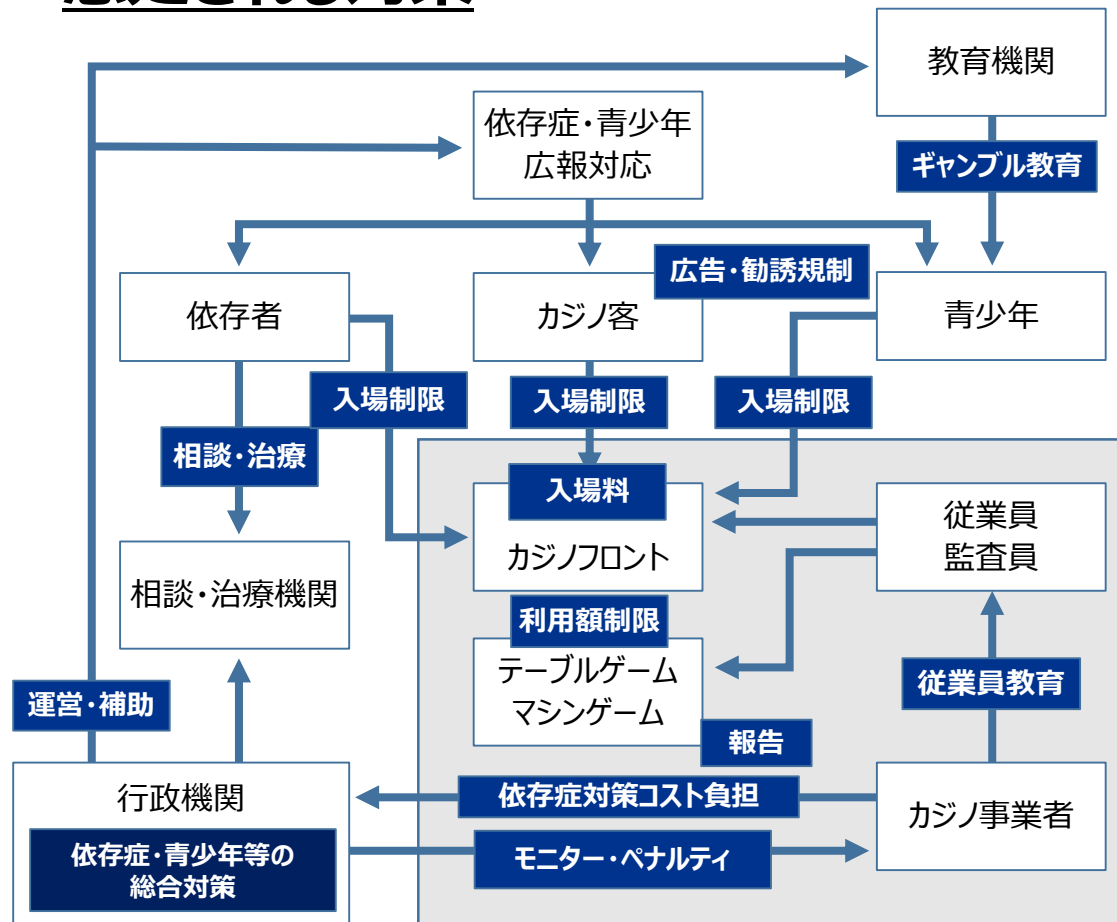 教育機関
依存症・青少年
広報対応
ギャンブル教育
広告・勧誘規制
依存者
カジノ客
青少年
入場制限
入場制限
入場制限
相談・治療
入場料
カジノフロント
従業員
監査員
相談・治療機関
利用額制限
テーブルゲーム
マシンゲーム
従業員教育
運営・補助
報告
行政機関
依存症対策コスト負担
カジノ事業者
依存症・青少年等の
総合対策
モニター・ペナルティ